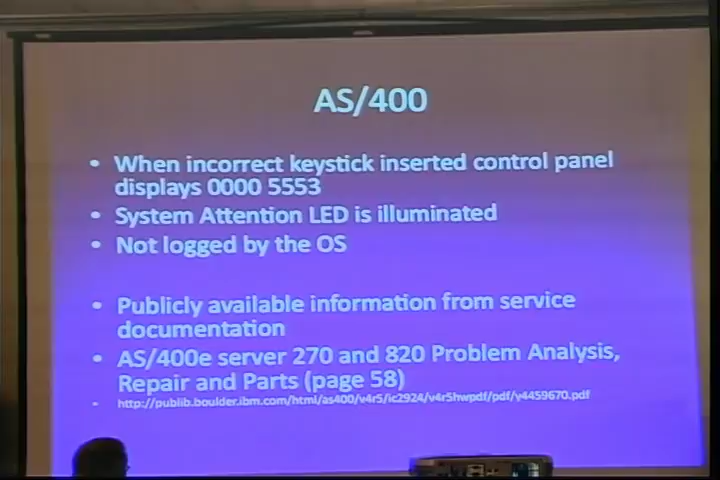 AS/400
• When incorrect keystick inserted control panel
displays 0000 5553
• System Attention LED is illuminated
• Not logged by the OS
• Publicly available information from service
documentation
• AS/400e server 270 and 820 Problem Analysis,
Repair and Parts (page 58)
• http://publib.boulder.ibm.com/html/as400/v4r5/ic2924/v4r5hwpdf/pdf/y4459670.pdf